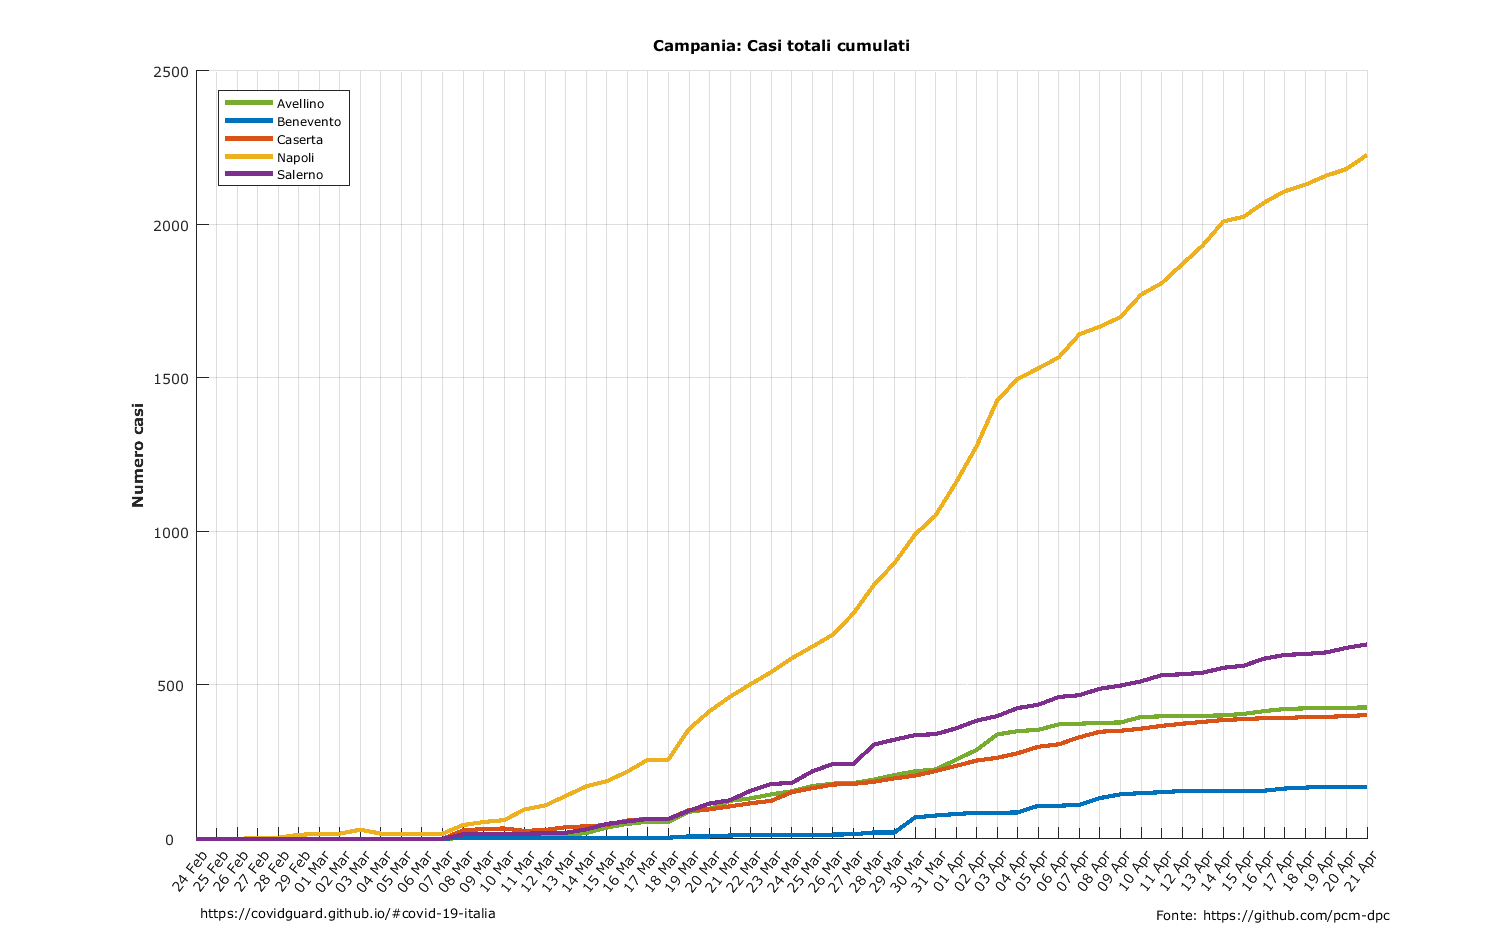 Campania: Casi totali cumulati
2500
2000
1500
1000
500
0
Numero casi
Avellino
Benevento
Caserta
Napoli
Salerno
24 Feb
25 Feb
26 Feb
27 Feb
28 Feb
29 Feb
01 Mar
02 Mar
03 Mar
04 Mar
05 Mar
06 Mar
07 Mar
08 Mar
09 Mar
10 Mar
11 Mar
12 Mar
13 Mar
14 Mar
15 Mar
16 Mar
17 Mar
18 Mar
19 Mar
20 Mar
21 Mar
22 Mar
23 Mar
24 Mar
25 Mar
26 Mar
27 Mar
28 Mar
29 Mar
30 Mar
31 Mar
01 Apr
02 Apr
03 Apr
04 Apr
05 Apr
06 Apr
07 Apr
08 Apr
09 Apr
10 Apr
11 Apr
12 Apr
13 Apr
14 Apr
15 Apr
16 Apr
17 Apr
18 Apr
19 Apr
20 Apr
21 Apr
https://covidguard.github.io/#covid-19-italia
Fonte: https://github.com/pcm-dpc